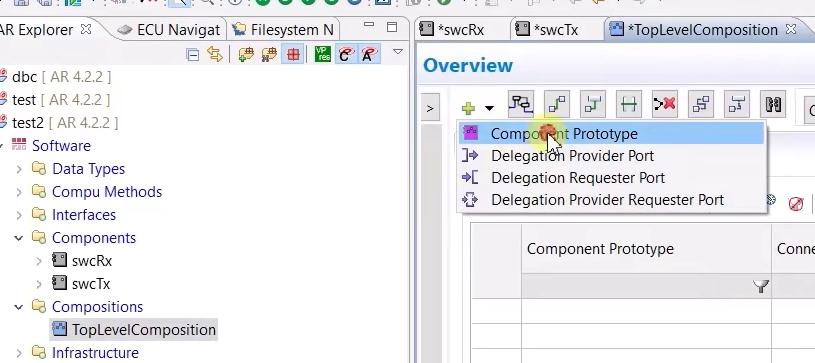 AR Explorer
ECU Navigat
Filesystem N
*swcRx
*swcTx
*TopLevelComposition
dbc [ AR 4.2.2 ]
test [ AR 4.2.2 ]
test2 [ AR 4.2.2 ]
Software
Data Types
Compu Methods
Interfaces
Components
swcRx
swcTx
Compositions
TopLevelComposition
Infrastructure
Overview
Component Prototype
Delegation Provider Port
Delegation Requester Port
Delegation Provider Requester Port
Component Prototype
Conne